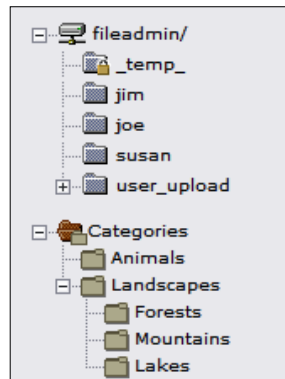 fileadmin/
_temp_
jim
joe
susan
user_upload
Categories
Animals
Landscapes
Forests
Mountains
Lakes